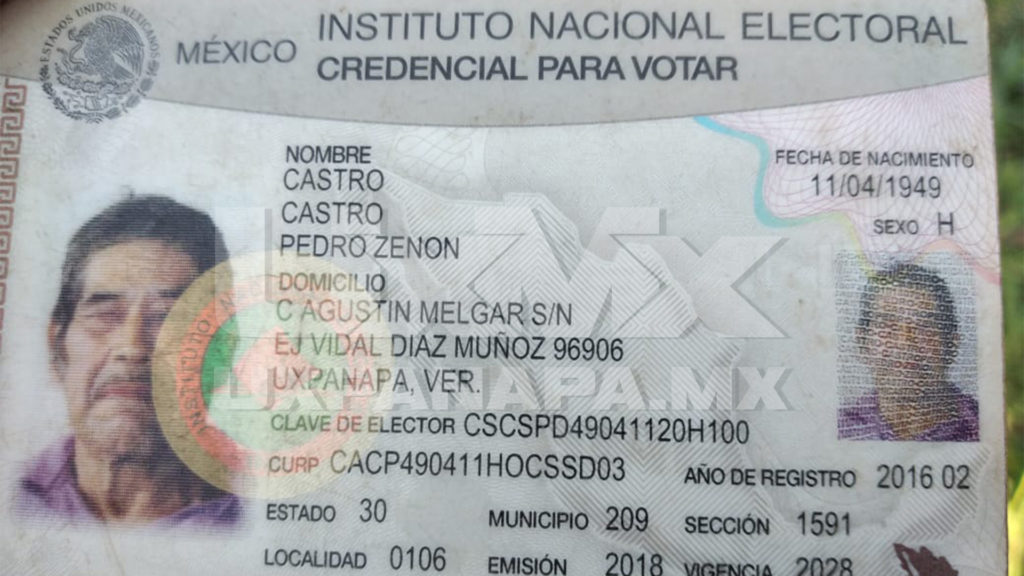 ESTADOS UNIDOS MEXICANOS
MÉXICO
INSTITUTO NACIONAL ELECTORAL
CREDENCIAL PARA VOTAR
NOMBRE
CASTRO
CASTRO
PEDRO ZENON
DOMICILIO
C AGUSTIN MELGAR S/N
EJ VIDAL DIAZ MUÑOZ 96906
UXPANAPA, VER.
CLAVE DE ELECTOR CSCSPD49041120H100
CURP CACP490411HOCSSD03
AÑO DE REGISTRO 2016 02
ESTADO 30
MUNICIPIO 209
SECCIÓN 1591
LOCALIDAD 0106
EMISIÓN 2018
VIGENCIA 2028
FECHA DE NACIMIENTO
11/04/1949
SEXO H
UXPANAPA.MX
INSTITUTO